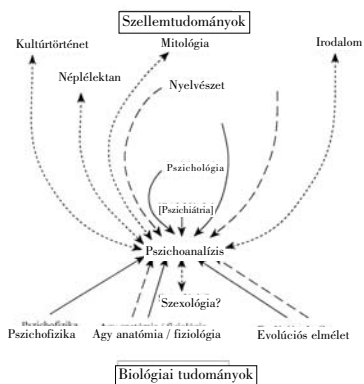 Szellemtudományok
Kultúrtörténet
Mitológia
Irodalom
Néplélektan
Nyelvészet
Pszichológia
[Pszichiátria]
Pszichoanalízis
Szexológia?
Pszichofizika
Agy anatómia / fiziológia
Evolúciós elmélet
Biológiai tudományok